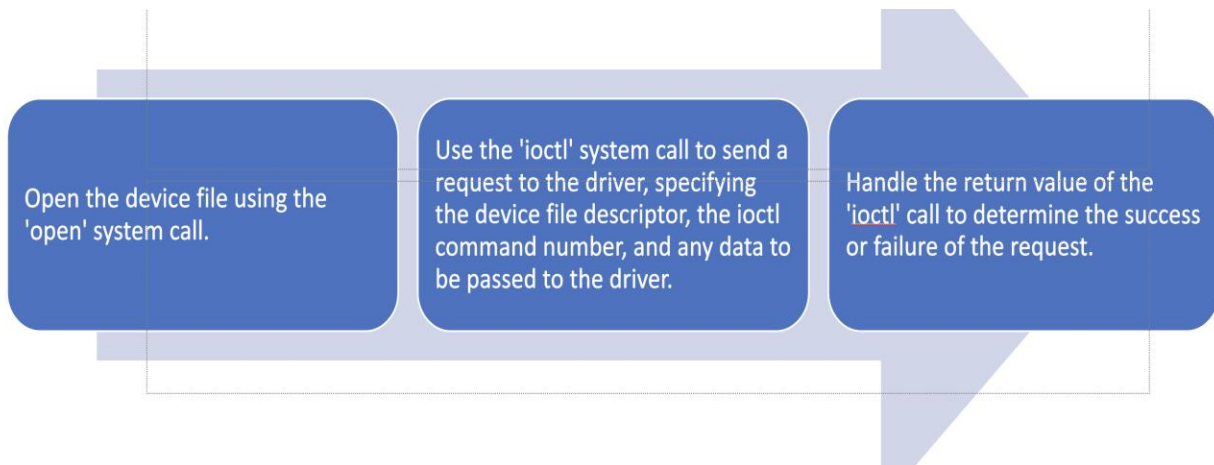 Open the device file using the
'open' system call.
Use the 'ioctl' system call to send a
request to the driver, specifying
the device file descriptor, the ioctl
command number, and any data to
be passed to the driver.
Handle the return value of the
'ioctl' call to determine the success
or failure of the request.